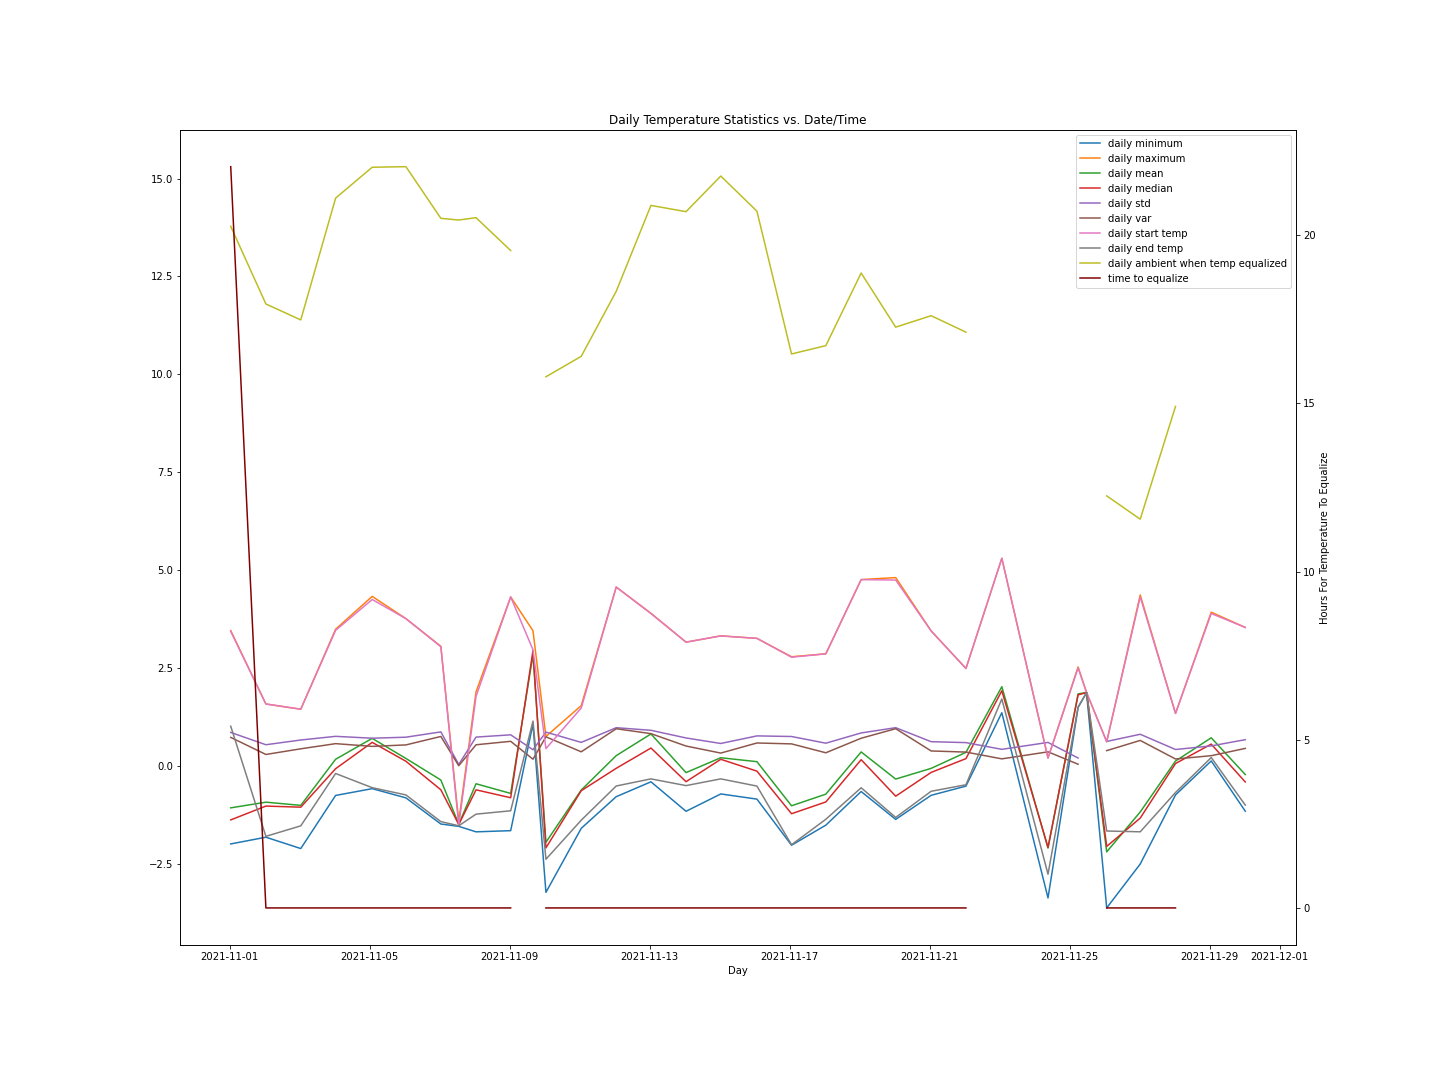 Daily Temperature Statistics vs. Date/Time
daily minimum
daily maximum
daily mean
daily median
daily std
daily var
daily start temp
daily end temp
daily ambient when temp equalized
time to equalize
15.0
12.5
10.0
7.5
5.0
2.5
0.0
−2.5
20
15
10
5
0
Hours For Temperature To Equalize
2021-11-01 2021-11-05 2021-11-09 2021-11-13 2021-11-17 2021-11-21 2021-11-25 2021-11-29 2021-12-01
Day